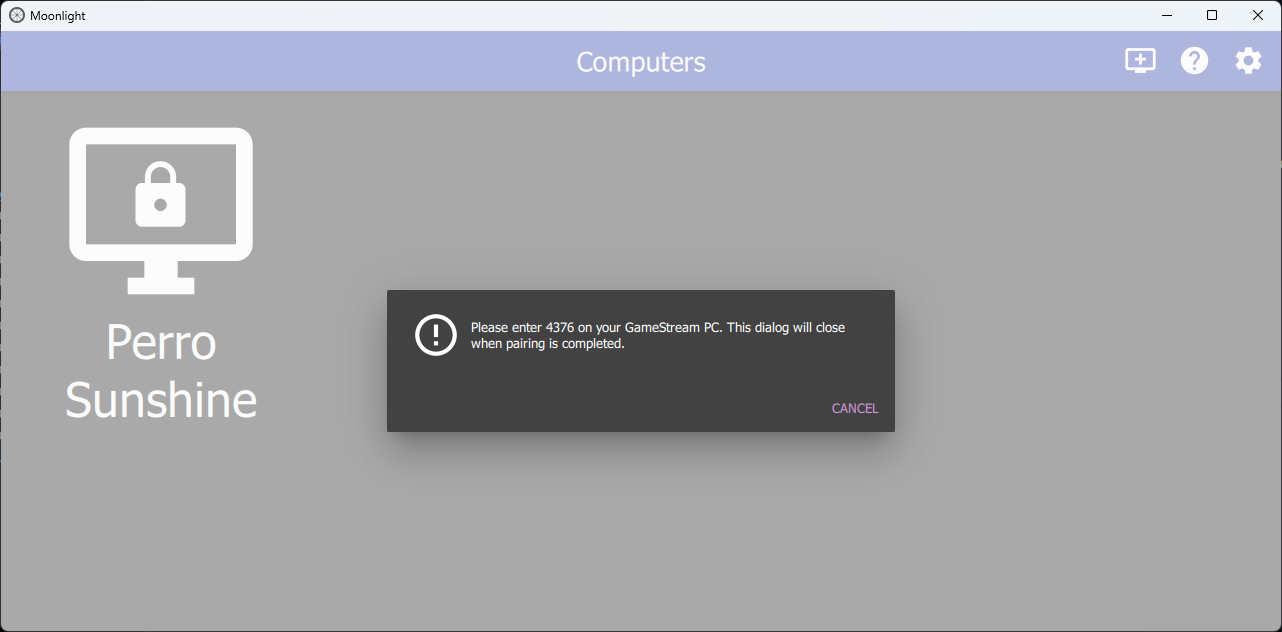 Moonlight
Computers
Perro
Sunshine
Please enter 4376 on your GameStream PC. This dialog will close
when pairing is completed.
CANCEL